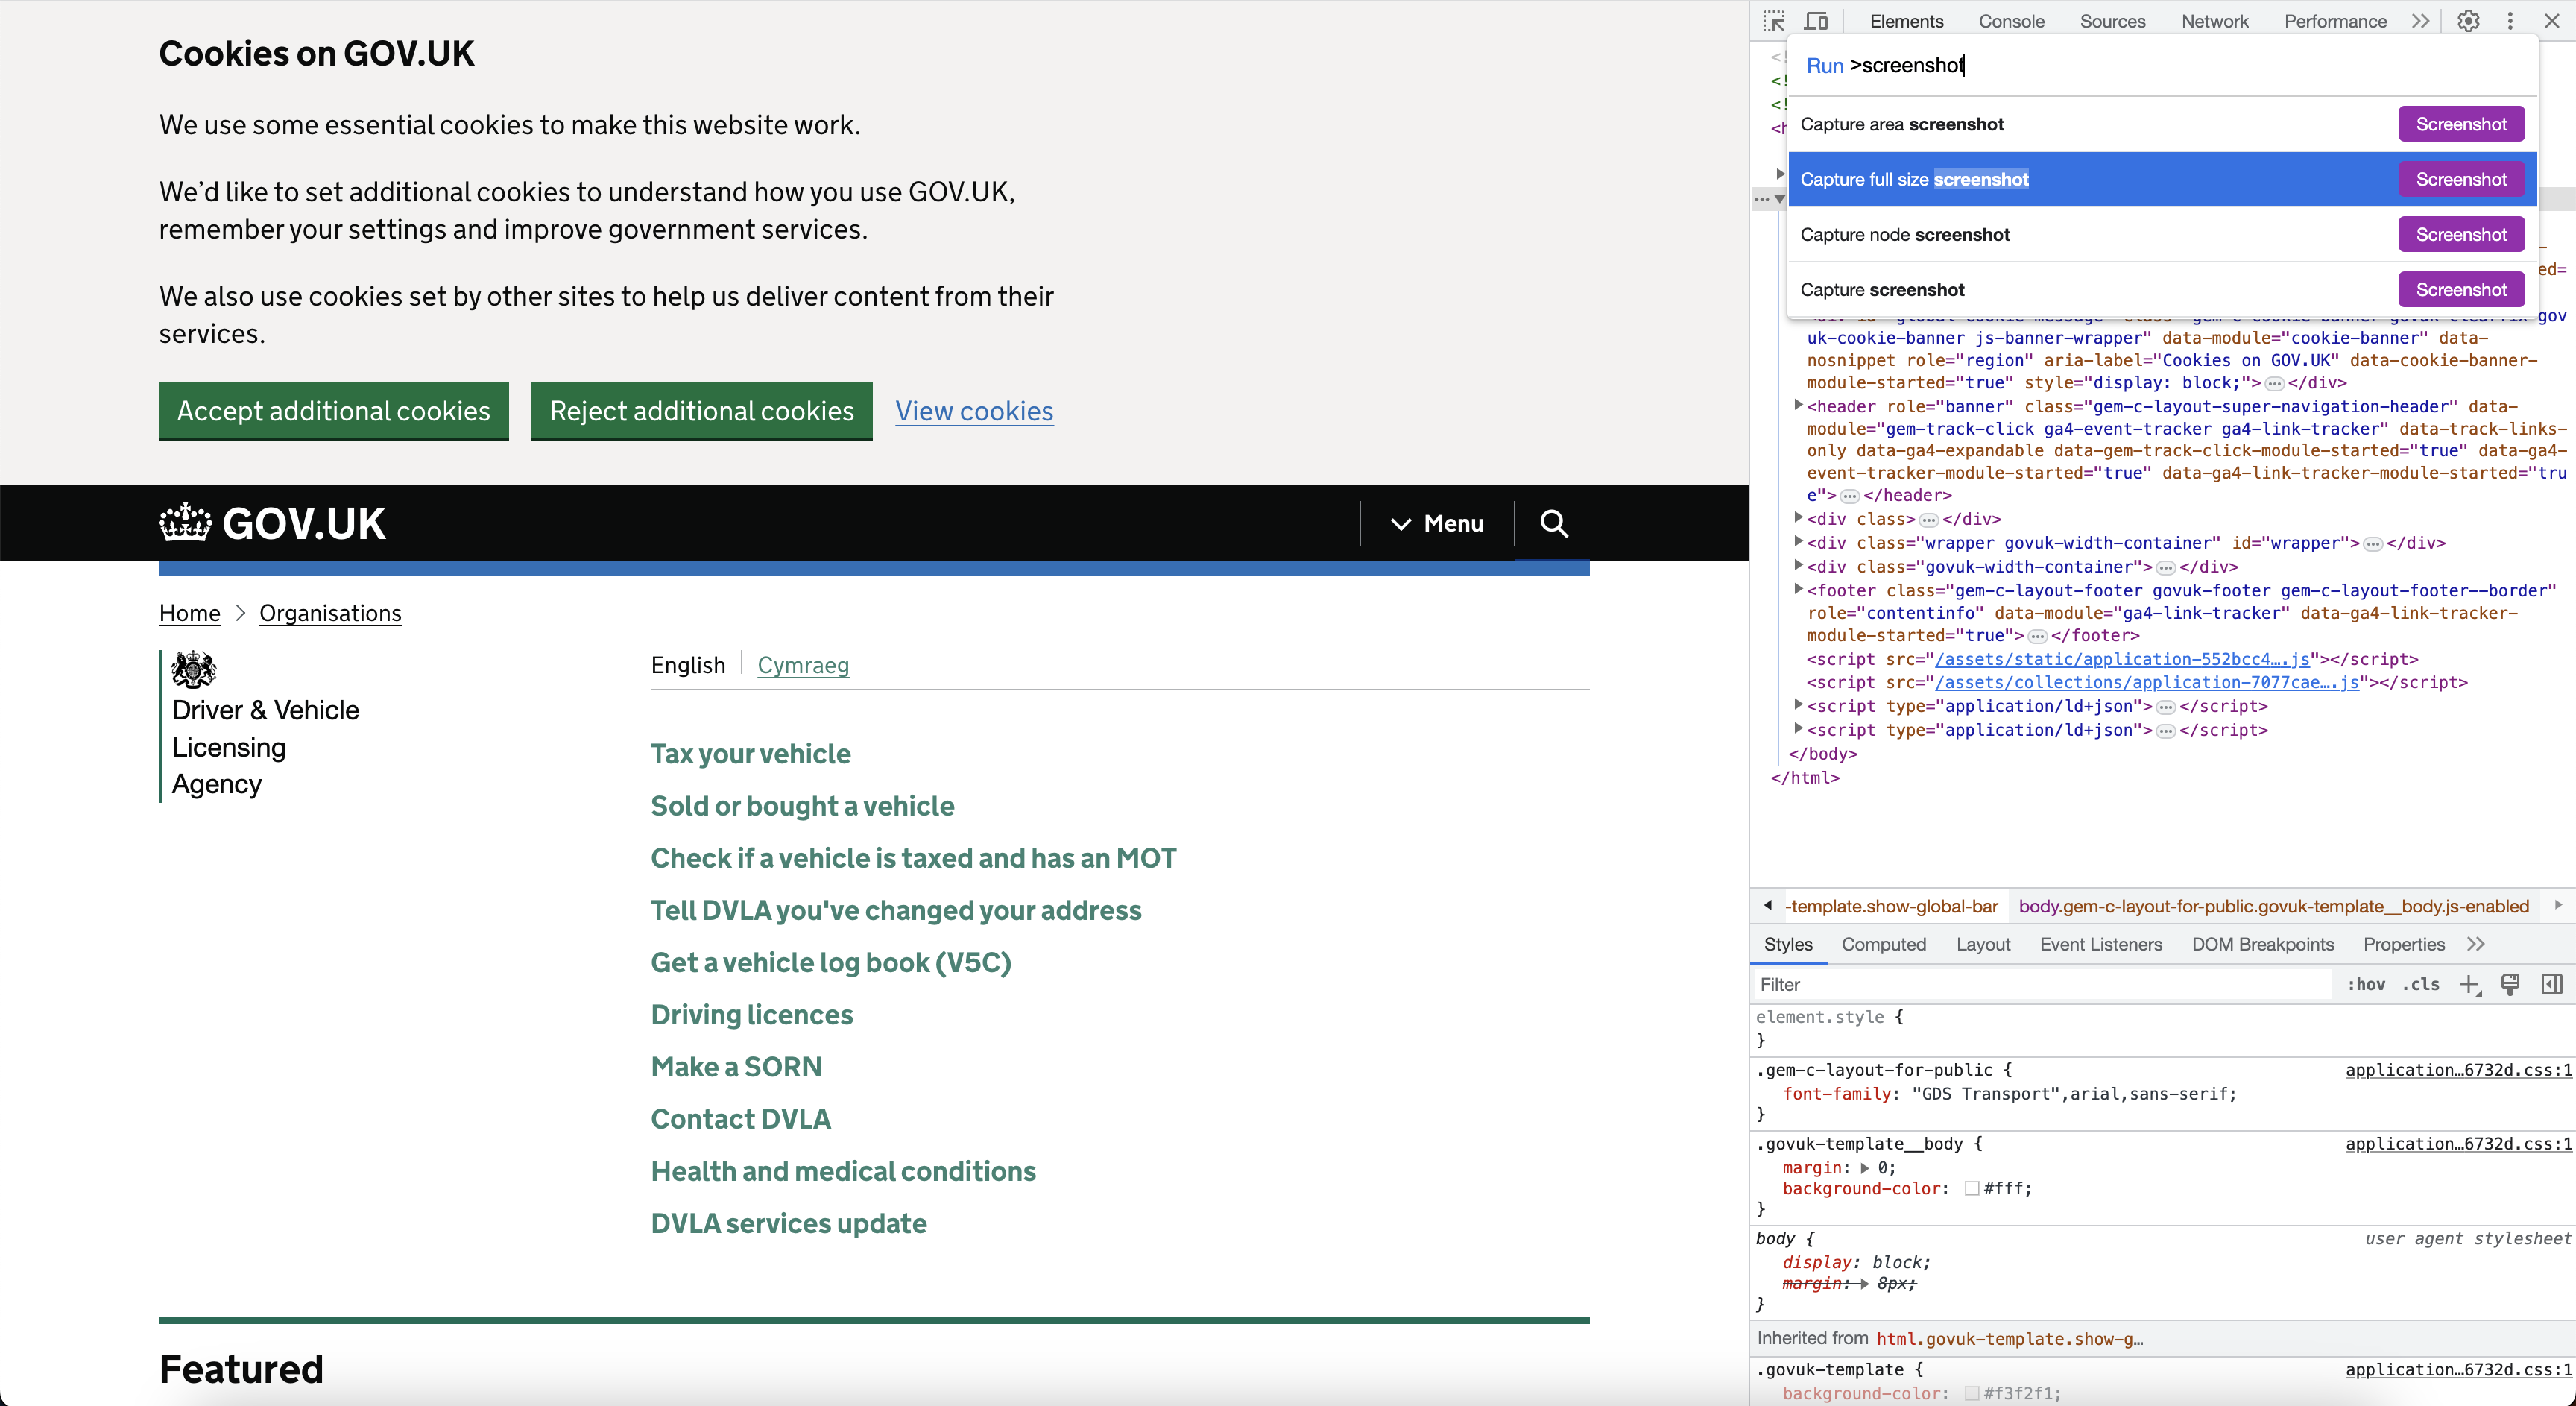 Cookies on GOV.UK
We use some essential cookies to make this website work.
We’d like to set additional cookies to understand how you use GOV.UK,
remember your settings and improve government services.
We also use cookies set by other sites to help us deliver content from their
services.
Accept additional cookies
Reject additional cookies
View cookies
GOV.UK
Menu
Home
Organisations
Driver & Vehicle
Licensing
Agency
English
Cymraeg
Tax your vehicle
Sold or bought a vehicle
Check if a vehicle is taxed and has an MOT
Tell DVLA you've changed your address
Get a vehicle log book (V5C)
Driving licences
Make a SORN
Contact DVLA
Health and medical conditions
DVLA services update
Featured
Elements Console Sources Network Performance
Run >screenshot
Capture area screenshot Screenshot
Capture full size screenshot Screenshot
Capture node screenshot Screenshot
Capture screenshot Screenshot
ed=
uk-cookie-banner js-banner-wrapper" data-module="cookie-banner" data-
nosnippet role="region" aria-label="Cookies on GOV.UK" data-cookie-banner-
module-started="true" style="display: block;">…</div>
<header role="banner" class="gem-c-layout-super-navigation-header" data-
module="gem-track-click ga4-event-tracker ga4-link-tracker" data-track-links-
only data-ga4-expandable data-gem-track-click-module-started="true" data-ga4-
event-tracker-module-started="true" data-ga4-link-tracker-module-started="tru
e">…</header>
<div class>…</div>
<div class="wrapper govuk-width-container" id="wrapper">…</div>
<div class="govuk-width-container">…</div>
<footer class="gem-c-layout-footer govuk-footer gem-c-layout-footer--border"
role="contentinfo" data-module="ga4-link-tracker" data-ga4-link-tracker-
module-started="true">…</footer>
<script src="/assets/static/application-552bcc4….js"></script>
<script src="/assets/collections/application-7077cae….js"></script>
<script type="application/ld+json">…</script>
<script type="application/ld+json">…</script>
</body>
</html>
-template.show-global-bar body.gem-c-layout-for-public.govuk-template__body.js-enabled
Styles Computed Layout Event Listeners DOM Breakpoints Properties
Filter :hov .cls
element.style {
}
.gem-c-layout-for-public { application…6732d.css:1
font-family: "GDS Transport",arial,sans-serif;
}
.govuk-template__body { application…6732d.css:1
margin: 0;
background-color: #fff;
}
body { user agent stylesheet
display: block;
margin: 8px;
}
Inherited from html.govuk-template.show-g…
.govuk-template { application…6732d.css:1
background-color: #f3f2f1;